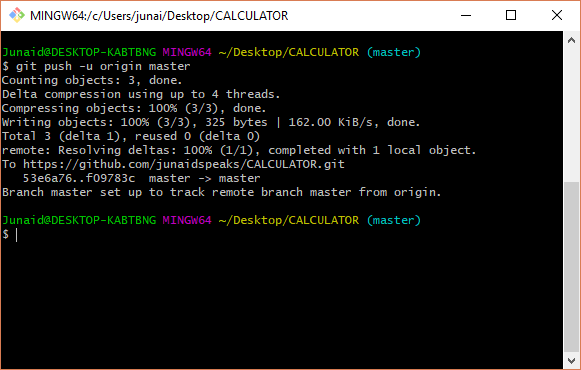 MINGW64:/c/Users/junai/Desktop/CALCULATOR
Junaid@DESKTOP-KABTBNG MINGW64 ~/Desktop/CALCULATOR (master)
$ git push -u origin master
Counting objects: 3, done.
Delta compression using up to 4 threads.
Compressing objects: 100% (3/3), done.
Writing objects: 100% (3/3), 325 bytes | 162.00 KiB/s, done.
Total 3 (delta 1), reused 0 (delta 0)
remote: Resolving deltas: 100% (1/1), completed with 1 local object.
To https://github.com/junaidspeaks/CALCULATOR.git
   53e6a76..f09783c  master -> master
Branch master set up to track remote branch master from origin.
Junaid@DESKTOP-KABTBNG MINGW64 ~/Desktop/CALCULATOR (master)
$